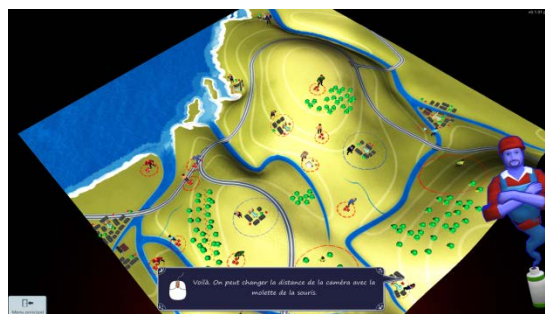 Voilà. On peut changer la distance de la caméra avec la
molette de la souris.
Menu principal